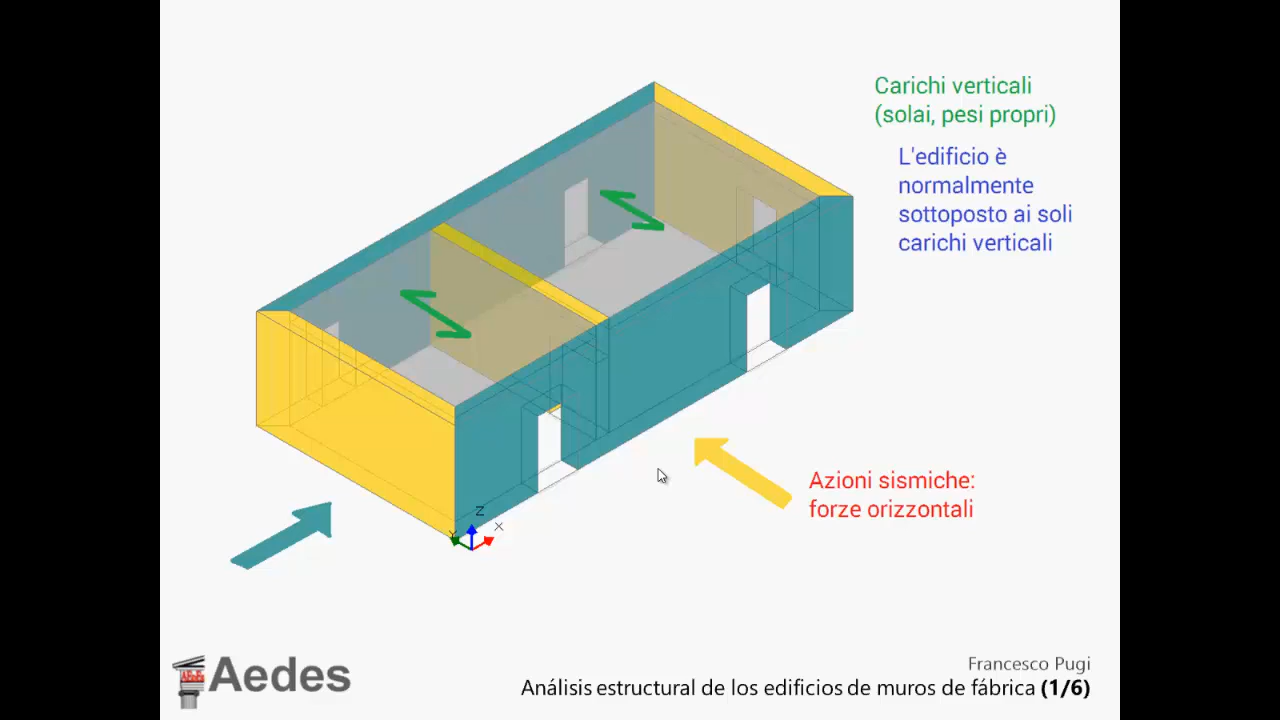 Carichi verticali
(solai, pesi propri)
L'edificio è
normalmente
sottoposto ai soli
carichi verticali
Azioni sismiche:
forze orizzontali
Z
X
Y
Aedes
Francesco Pugi
Análisis estructural de los edificios de muros de fábrica (1/6)